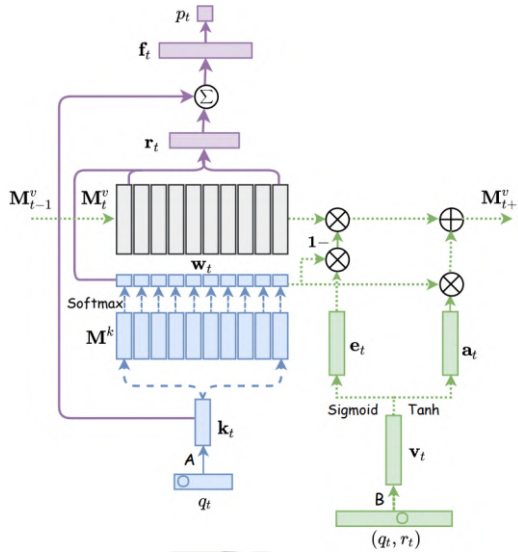 p_t
f_t
Σ
r_t
M^v_{t-1} M^v_t M^v_{t+}
1-
w_t
Softmax
M^k
e_t a_t
k_t
Sigmoid Tanh
A
v_t
q_t
B
(q_t, r_t)